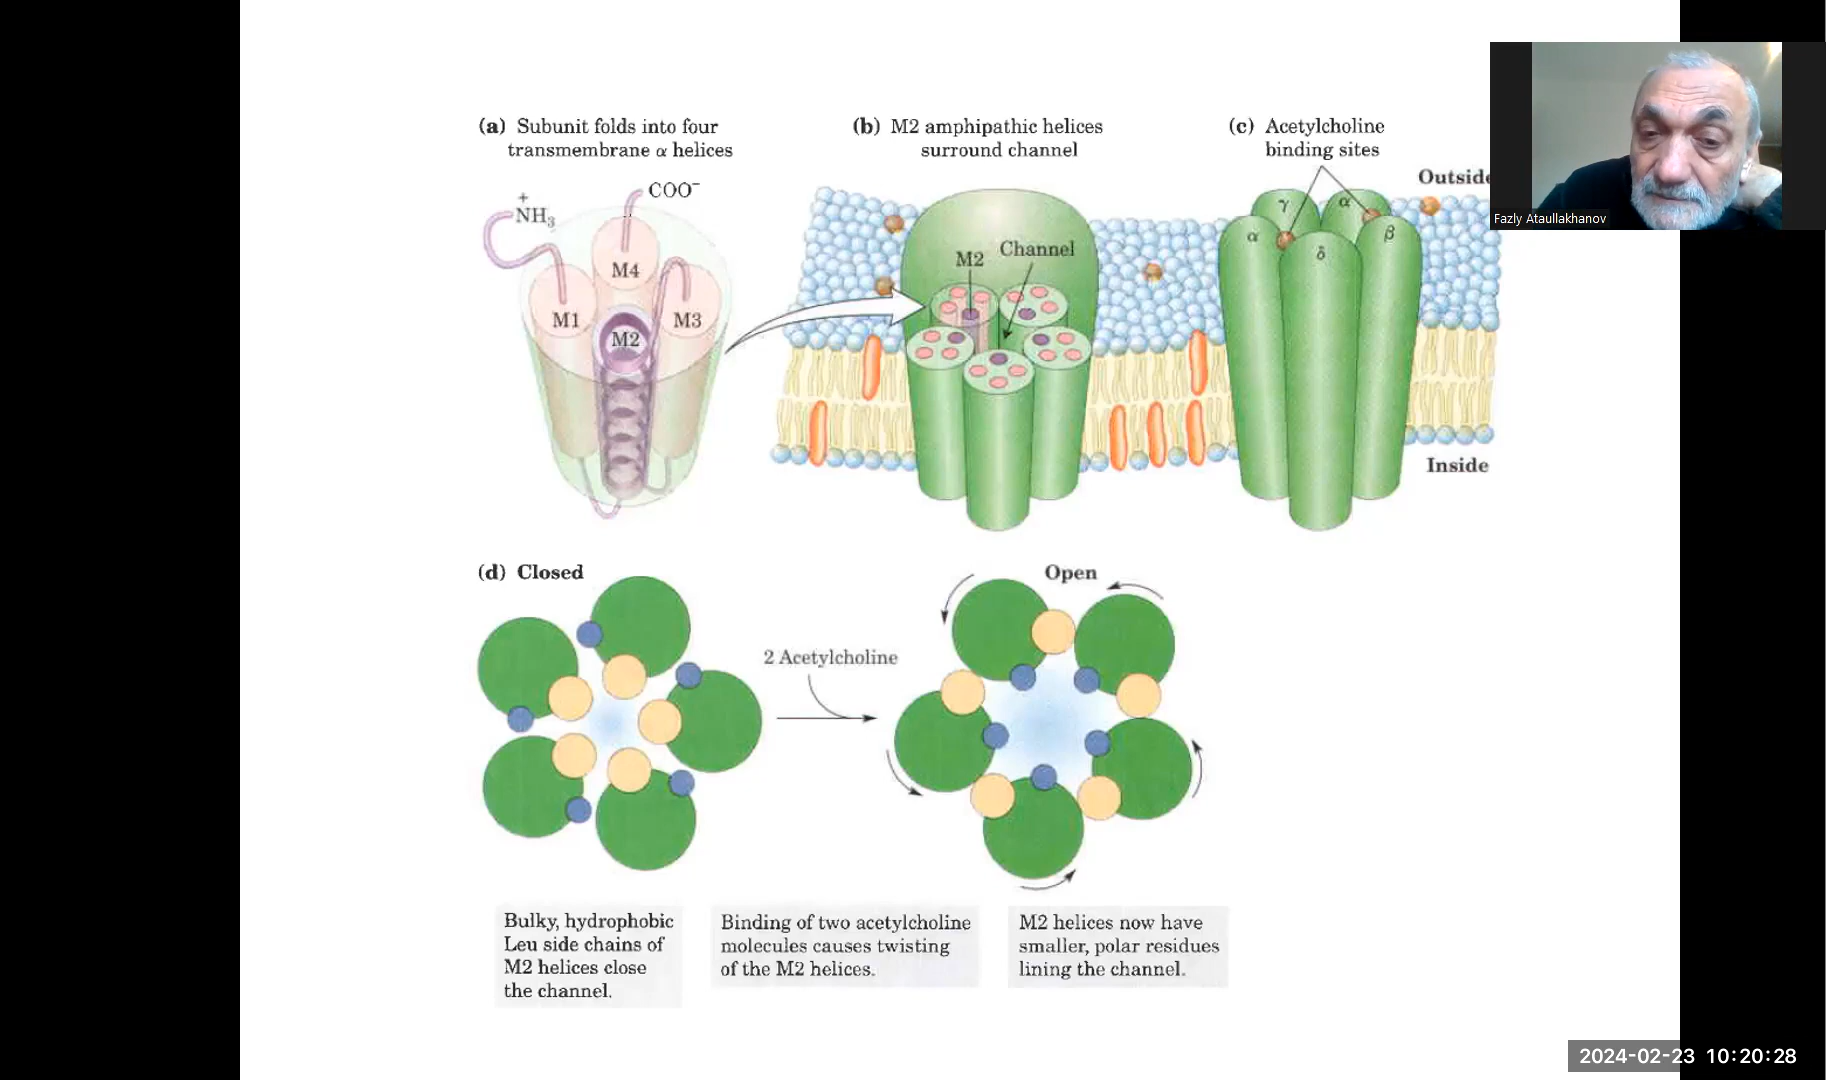 (a) Subunit folds into four
transmembrane α helices
(b) M2 amphipathic helices
surround channel
(c) Acetylcholine
binding sites
Outside
Fazly Ataullakhanov
COO⁻
+
NH₃
M4
M1
M3
M2
M2
Channel
γ
α
α
β
δ
Inside
(d) Closed
Open
2 Acetylcholine
Bulky, hydrophobic
Leu side chains of
M2 helices close
the channel.
Binding of two acetylcholine
molecules causes twisting
of the M2 helices.
M2 helices now have
smaller, polar residues
lining the channel.
2024-02-23 10:20:28